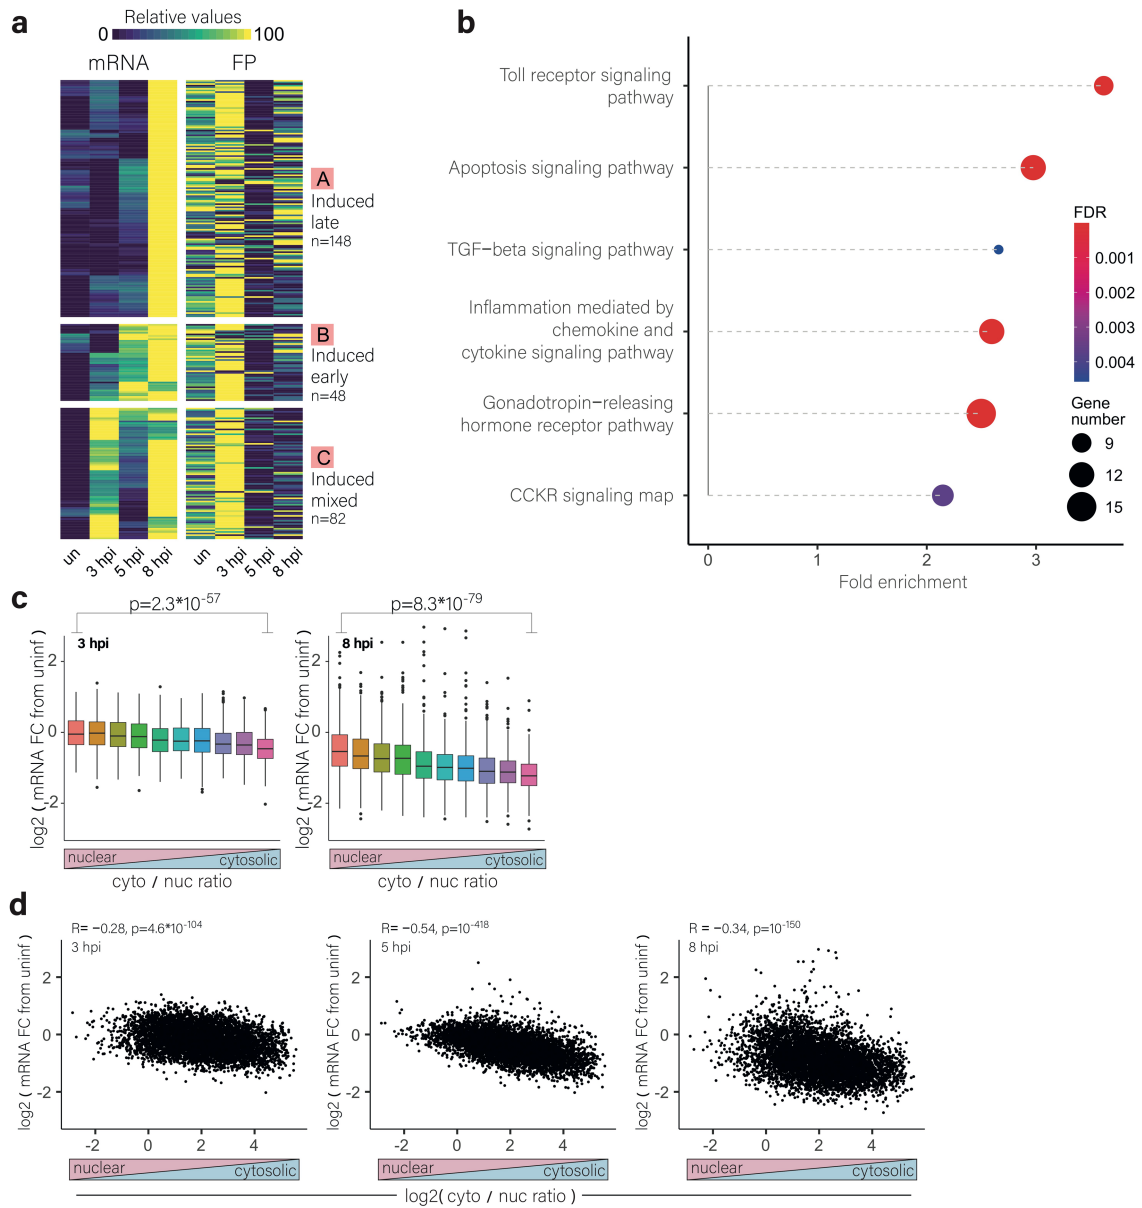 a
Relative values
0 100
mRNA FP
A
Induced
late
n=148
B
Induced
early
n=48
C
Induced
mixed
n=82
un 3 hpi 5 hpi 8 hpi un 3 hpi 5 hpi 8 hpi
b
Toll receptor signaling
pathway
Apoptosis signaling pathway
TGF-beta signaling pathway
Inflammation mediated by
chemokine and
cytokine signaling pathway
Gonadotropin-releasing
hormone receptor pathway
CCKR signaling map
0 1 2 3
Fold enrichment
FDR
0.001
0.002
0.003
0.004
Gene
number
9
12
15
c
p=2.3*10-57
3 hpi
log2 ( mRNA FC from uninf )
2
0
-2
nuclear cytosolic
cyto / nuc ratio
p=8.3*10-79
8 hpi
log2 ( mRNA FC from uninf )
2
0
-2
nuclear cytosolic
cyto / nuc ratio
d
R= -0.28, p=4.6*10-104
3 hpi
log2 ( mRNA FC from uninf )
2
0
-2
-2 0 2 4
nuclear cytosolic
R= -0.54, p=10-418
5 hpi
log2 ( mRNA FC from uninf )
2
0
-2
-2 0 2 4
nuclear cytosolic
R = -0.34, p=10-150
8 hpi
log2 ( mRNA FC from uninf )
2
0
-2
-2 0 2 4
nuclear cytosolic
log2( cyto / nuc ratio )